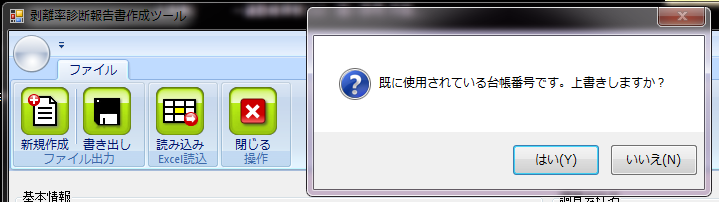 剥離率診断報告書作成ツール
ファイル
新規作成
書き出し
読み込み
閉じる
ファイル出力
Excel読込
操作
基本情報
既に使用されている台帳番号です。上書きしますか？
はい(Y)
いいえ(N)